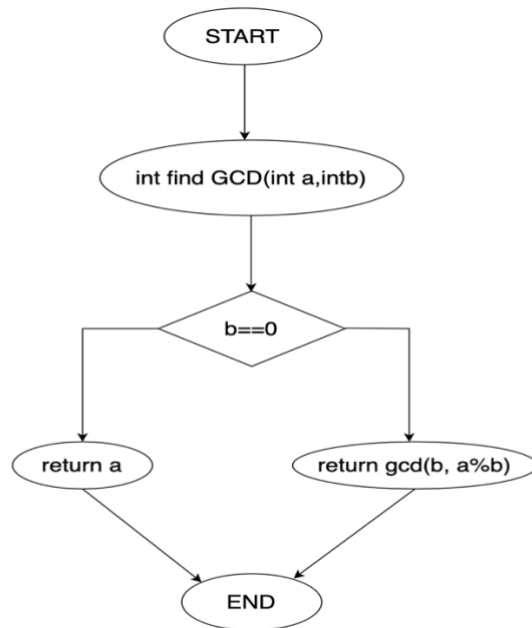 START
int find GCD(int a,intb)
b==0
return a
return gcd(b, a%b)
END